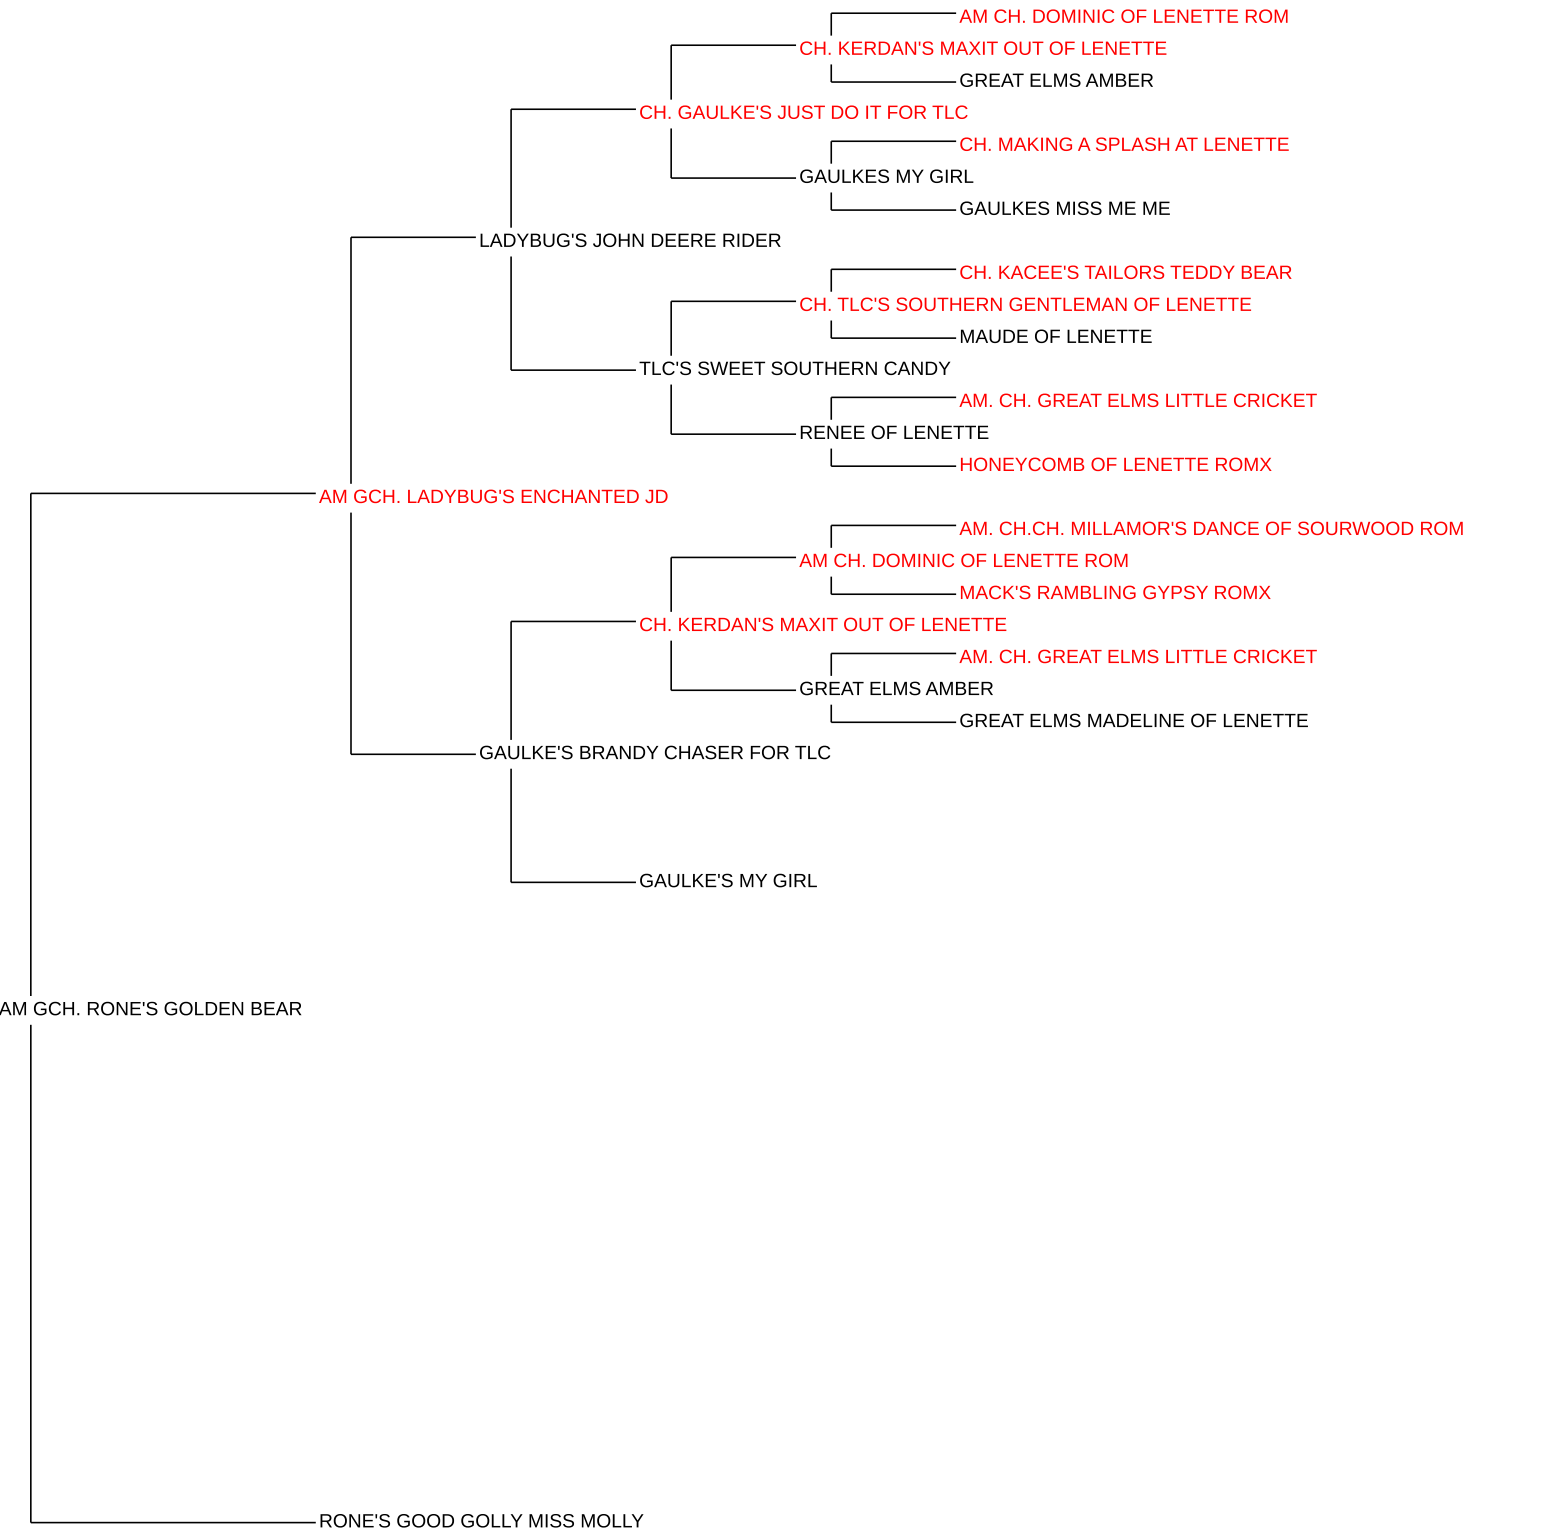 AM CH. DOMINIC OF LENETTE ROM
CH. KERDAN'S MAXIT OUT OF LENETTE
GREAT ELMS AMBER
CH. GAULKE'S JUST DO IT FOR TLC
CH. MAKING A SPLASH AT LENETTE
GAULKES MY GIRL
GAULKES MISS ME ME
LADYBUG'S JOHN DEERE RIDER
CH. KACEE'S TAILORS TEDDY BEAR
CH. TLC'S SOUTHERN GENTLEMAN OF LENETTE
MAUDE OF LENETTE
TLC'S SWEET SOUTHERN CANDY
AM. CH. GREAT ELMS LITTLE CRICKET
RENEE OF LENETTE
HONEYCOMB OF LENETTE ROMX
AM GCH. LADYBUG'S ENCHANTED JD
AM. CH.CH. MILLAMOR'S DANCE OF SOURWOOD ROM
AM CH. DOMINIC OF LENETTE ROM
MACK'S RAMBLING GYPSY ROMX
CH. KERDAN'S MAXIT OUT OF LENETTE
AM. CH. GREAT ELMS LITTLE CRICKET
GREAT ELMS AMBER
GREAT ELMS MADELINE OF LENETTE
GAULKE'S BRANDY CHASER FOR TLC
GAULKE'S MY GIRL
AM GCH. RONE'S GOLDEN BEAR
RONE'S GOOD GOLLY MISS MOLLY